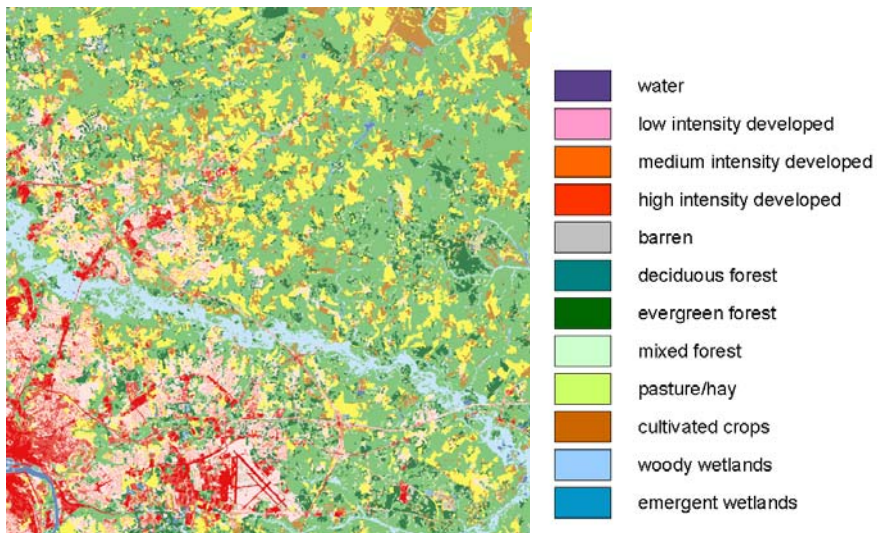 water
low intensity developed
medium intensity developed
high intensity developed
barren
deciduous forest
evergreen forest
mixed forest
pasture/hay
cultivated crops
woody wetlands
emergent wetlands